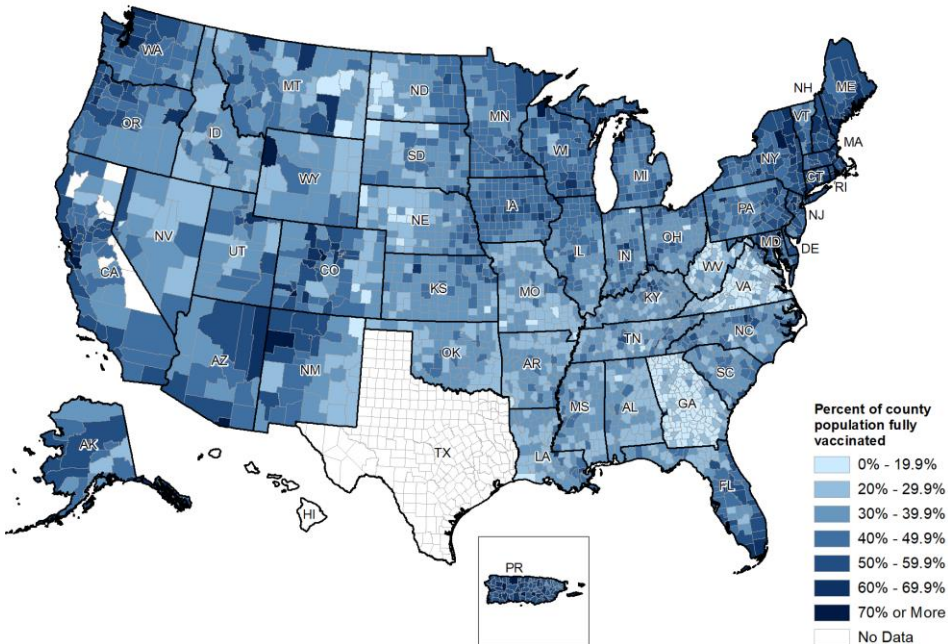 WA
MT
ND
MN
OR
ID
WY
SD
WI
MI
NH
VT
ME
NY
MA
CT
RI
NJ
PA
NV
UT
CO
NE
IA
IL
IN
OH
MD
DE
WV
VA
CA
KS
MO
KY
NC
AZ
NM
OK
AR
TN
SC
MS
AL
GA
TX
LA
FL
AK
HI
PR
Percent of county
population fully
vaccinated
0% - 19.9%
20% - 29.9%
30% - 39.9%
40% - 49.9%
50% - 59.9%
60% - 69.9%
70% or More
No Data